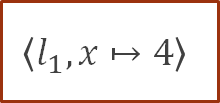 ⟨l₁, x ↦ 4⟩